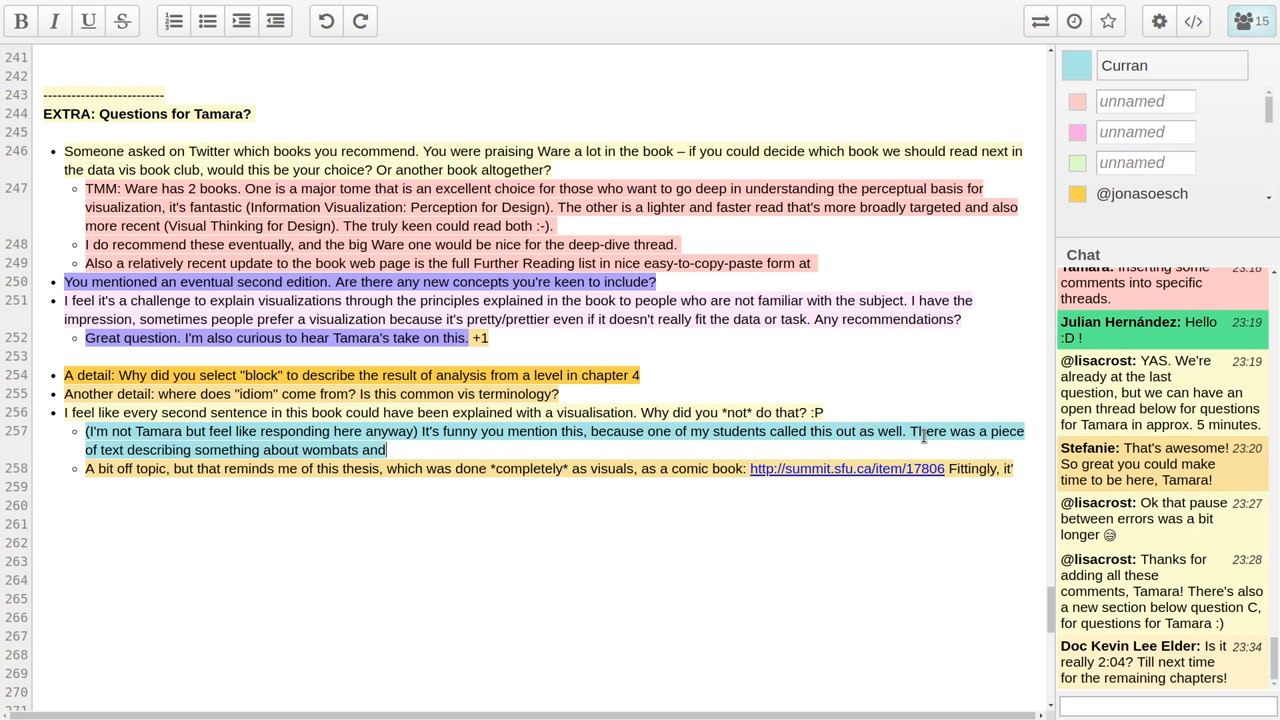 B I U S
15
241
242
243 --------------------------
244 EXTRA: Questions for Tamara?
245
246 • Someone asked on Twitter which books you recommend. You were praising Ware a lot in the book – if you could decide which book we should read next in
the data vis book club, would this be your choice? Or another book altogether?
247 ◦ TMM: Ware has 2 books. One is a major tome that is an excellent choice for those who want to go deep in understanding the perceptual basis for
visualization, it's fantastic (Information Visualization: Perception for Design). The other is a lighter and faster read that's more broadly targeted and also
more recent (Visual Thinking for Design). The truly keen could read both :-).
248 ◦ I do recommend these eventually, and the big Ware one would be nice for the deep-dive thread.
249 ◦ Also a relatively recent update to the book web page is the full Further Reading list in nice easy-to-copy-paste form at
250 • You mentioned an eventual second edition. Are there any new concepts you're keen to include?
251 • I feel it's a challenge to explain visualizations through the principles explained in the book to people who are not familiar with the subject. I have the
impression, sometimes people prefer a visualization because it's pretty/prettier even if it doesn't really fit the data or task. Any recommendations?
252 ◦ Great question. I'm also curious to hear Tamara's take on this. +1
253
254 • A detail: Why did you select "block" to describe the result of analysis from a level in chapter 4
255 • Another detail: where does "idiom" come from? Is this common vis terminology?
256 • I feel like every second sentence in this book could have been explained with a visualisation. Why did you *not* do that? :P
257 ◦ (I'm not Tamara but feel like responding here anyway) It's funny you mention this, because one of my students called this out as well. There was a piece
of text describing something about wombats and
258 ◦ A bit off topic, but that reminds me of this thesis, which was done *completely* as visuals, as a comic book: http://summit.sfu.ca/item/17806 Fittingly, it'
259
260
261
262
263
264
265
266
267
268
269
270
271
Curran
unnamed
unnamed
unnamed
@jonasoesch
Chat
Tamara: Inserting some 23:18
comments into specific
threads.
Julian Hernández: Hello 23:19
:D !
@lisacrost: YAS. We're 23:19
already at the last
question, but we can have an
open thread below for questions
for Tamara in approx. 5 minutes.
Stefanie: That's awesome! 23:20
So great you could make
time to be here, Tamara!
@lisacrost: Ok that pause 23:27
between errors was a bit
longer 😅
@lisacrost: Thanks for 23:28
adding all these
comments, Tamara! There's also
a new section below question C,
for questions for Tamara :)
Doc Kevin Lee Elder: Is it 23:34
really 2:04? Till next time
for the remaining chapters!